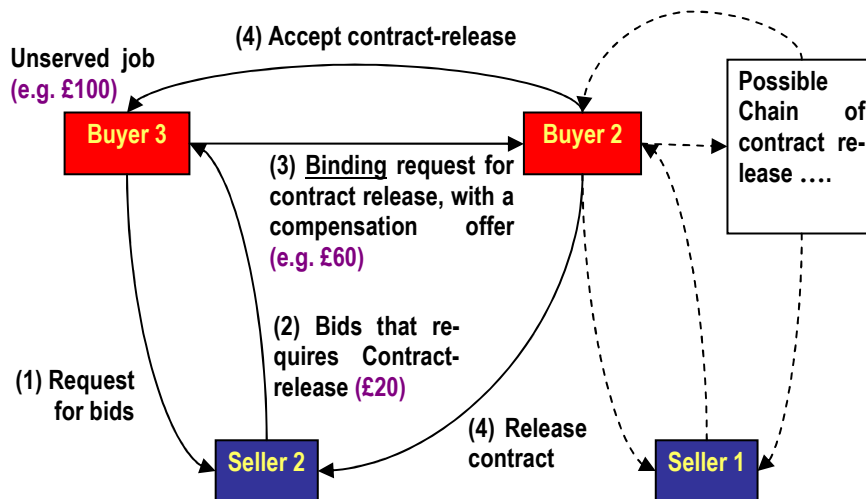 (4) Accept contract-release
Unserved job
(e.g. £100)
Buyer 3
Buyer 2
Possible
Chain of
contract re-
lease ....
(3) Binding request for
contract release, with a
compensation offer
(e.g. £60)
(2) Bids that re-
quires Contract-
release (£20)
(1) Request
for bids
(4) Release
contract
Seller 2
Seller 1